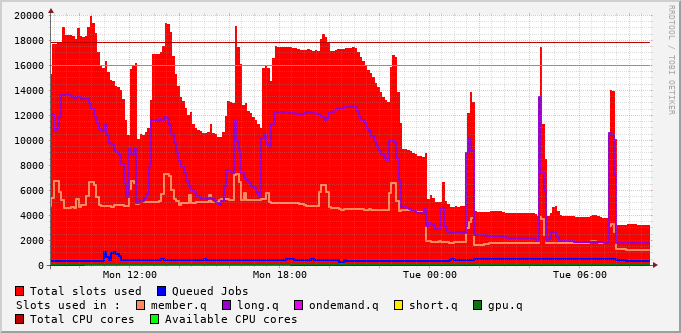 20000
18000
16000
14000
12000
10000
8000
6000
4000
2000
0
Mon 12:00 Mon 18:00 Tue 00:00 Tue 06:00
RRDTOOL / TOBI OETIKER
Total slots used Queued Jobs
Slots used in : member.q long.q ondemand.q short.q gpu.q
Total CPU cores Available CPU cores